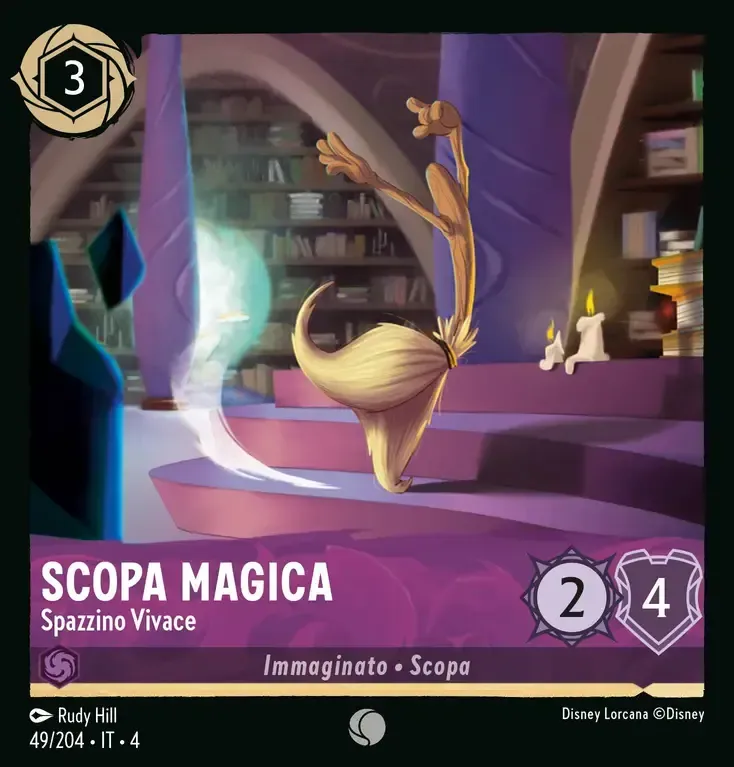 3
SCOPA MAGICA
Spazzino Vivace
2
4
Immaginato • Scopa
Rudy Hill
49/204 • IT • 4
Disney Lorcana ©Disney